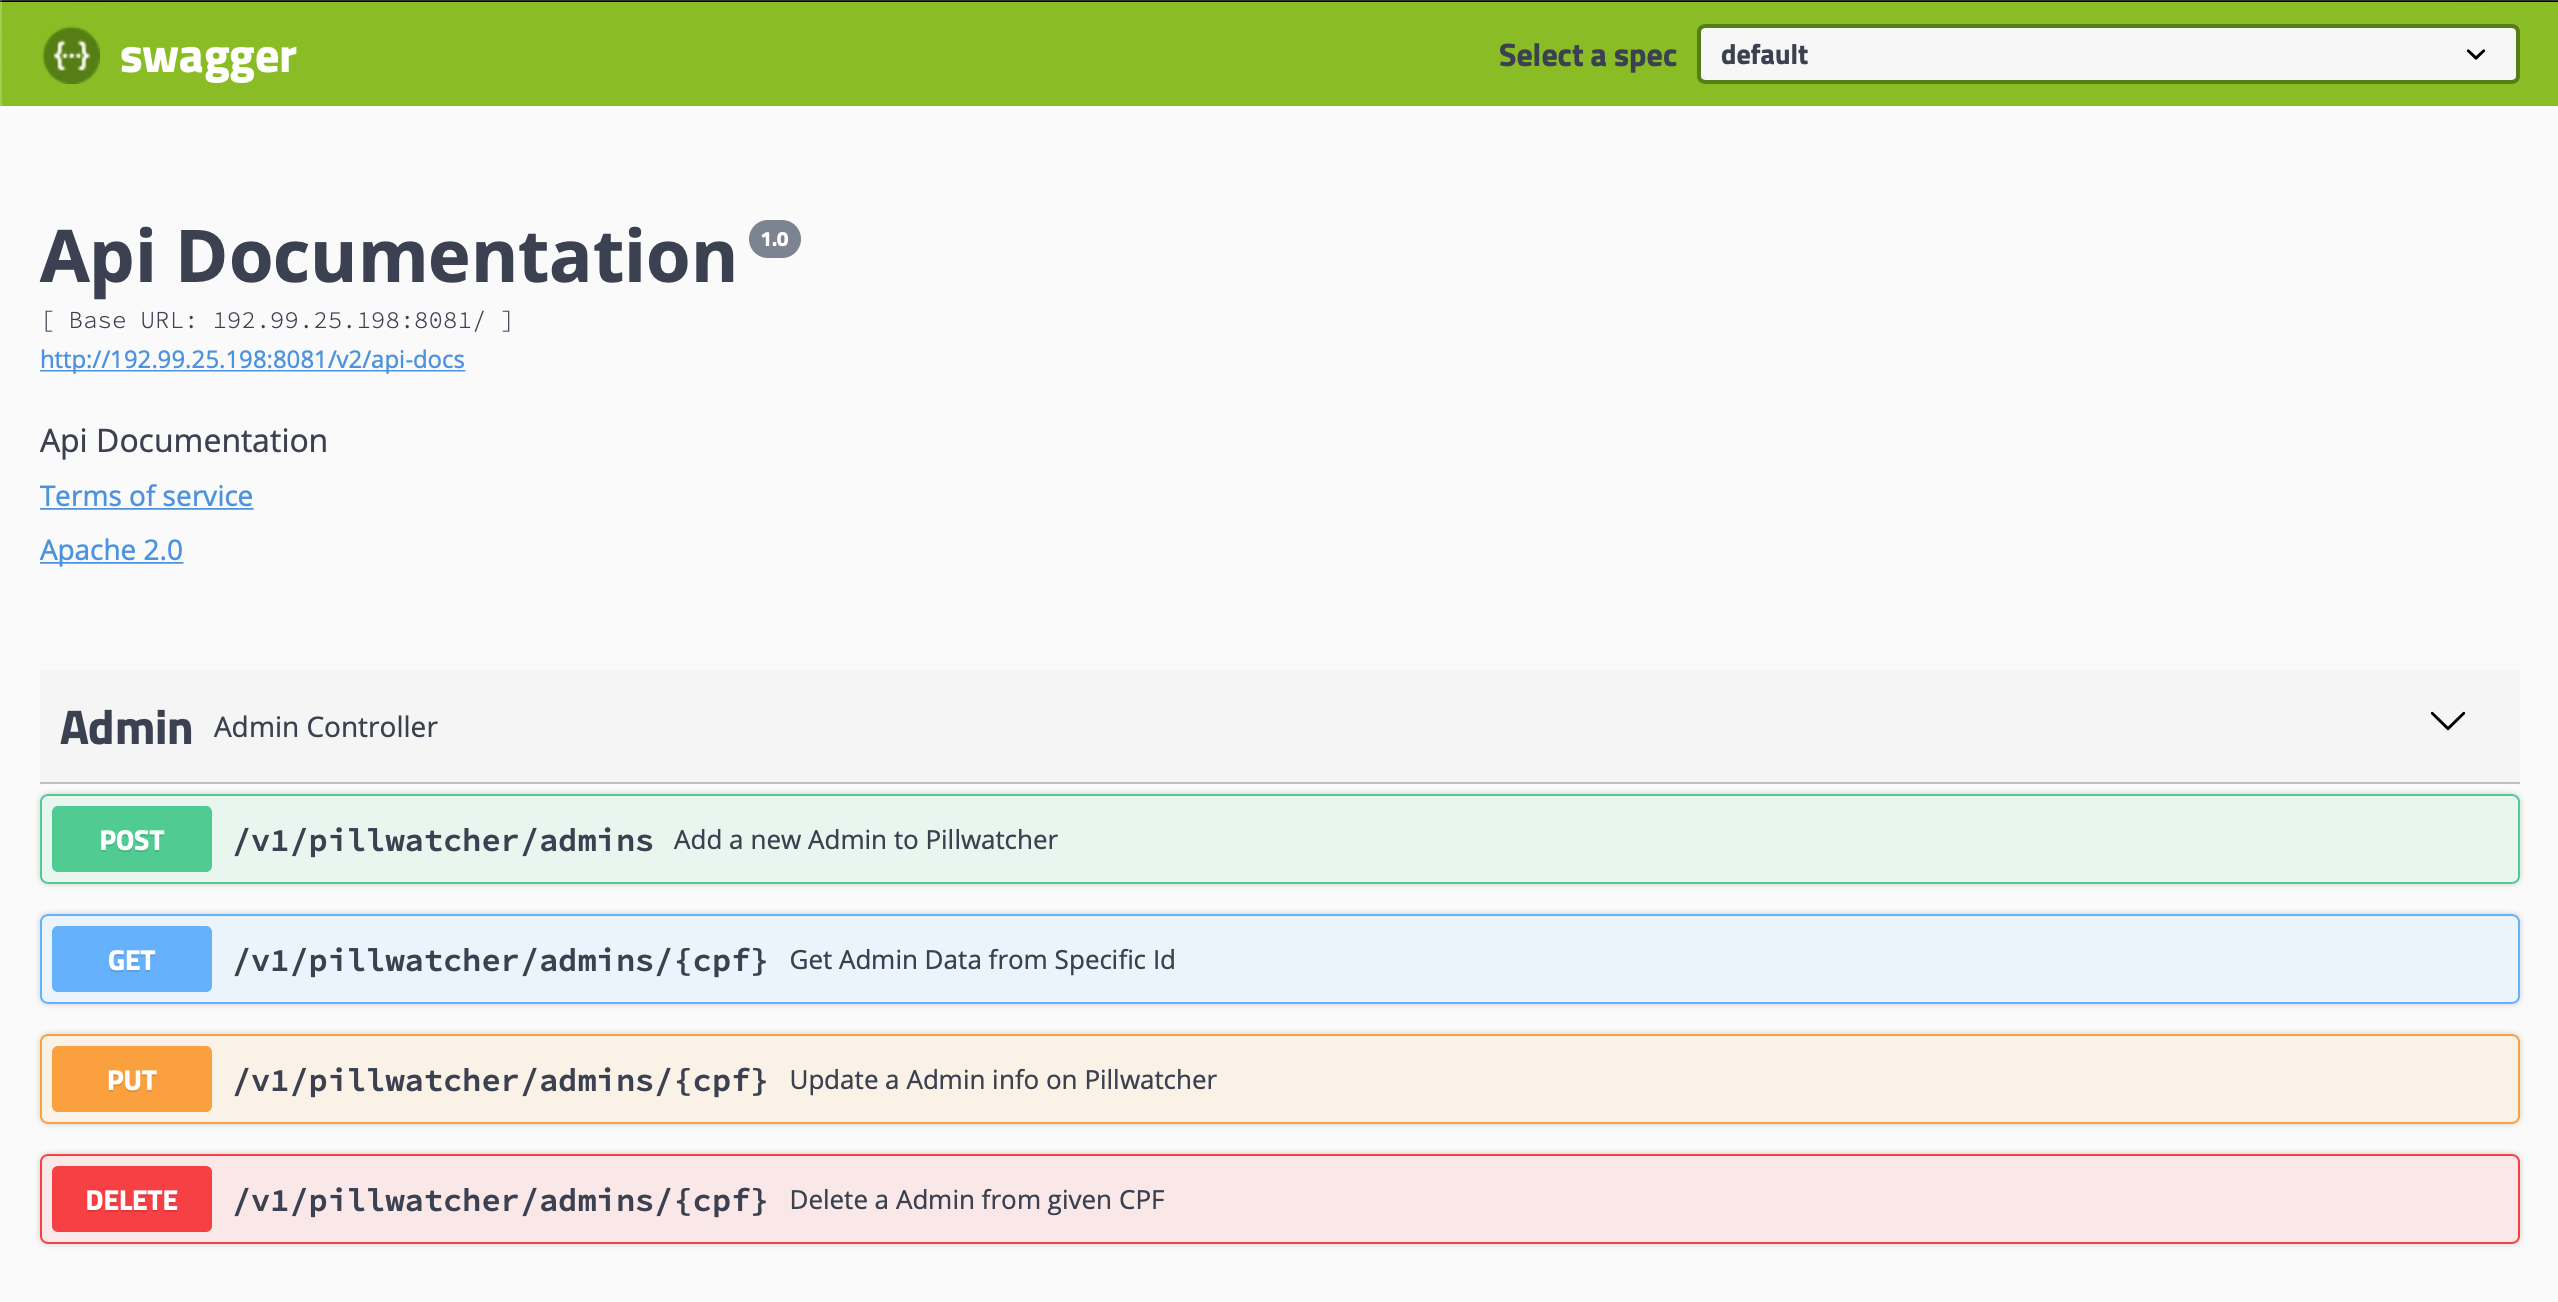 {···} swagger Select a spec default
Api Documentation 1.0
[ Base URL: 192.99.25.198:8081/ ]
http://192.99.25.198:8081/v2/api-docs
Api Documentation
Terms of service
Apache 2.0
Admin Admin Controller
POST /v1/pillwatcher/admins Add a new Admin to Pillwatcher
GET /v1/pillwatcher/admins/{cpf} Get Admin Data from Specific Id
PUT /v1/pillwatcher/admins/{cpf} Update a Admin info on Pillwatcher
DELETE /v1/pillwatcher/admins/{cpf} Delete a Admin from given CPF